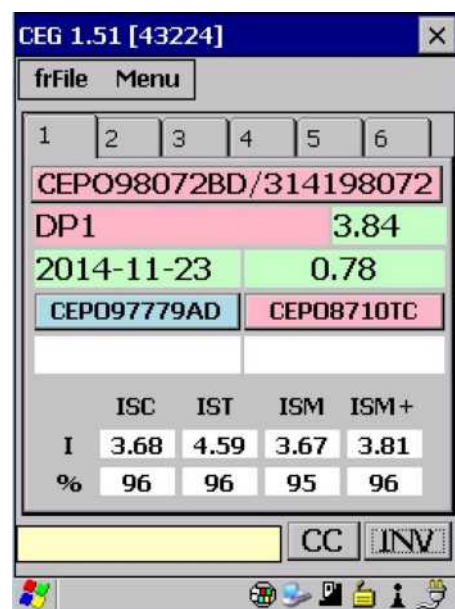 CEG 1.51 [43224]
frFile Menu
1 2 3 4 5 6
CEPO98072BD/314198072
DP1 3.84
2014-11-23 0.78
CEPO97779AD CEPO8710TC
ISC IST ISM ISM+
I 3.68 4.59 3.67 3.81
% 96 96 95 96
CC INV